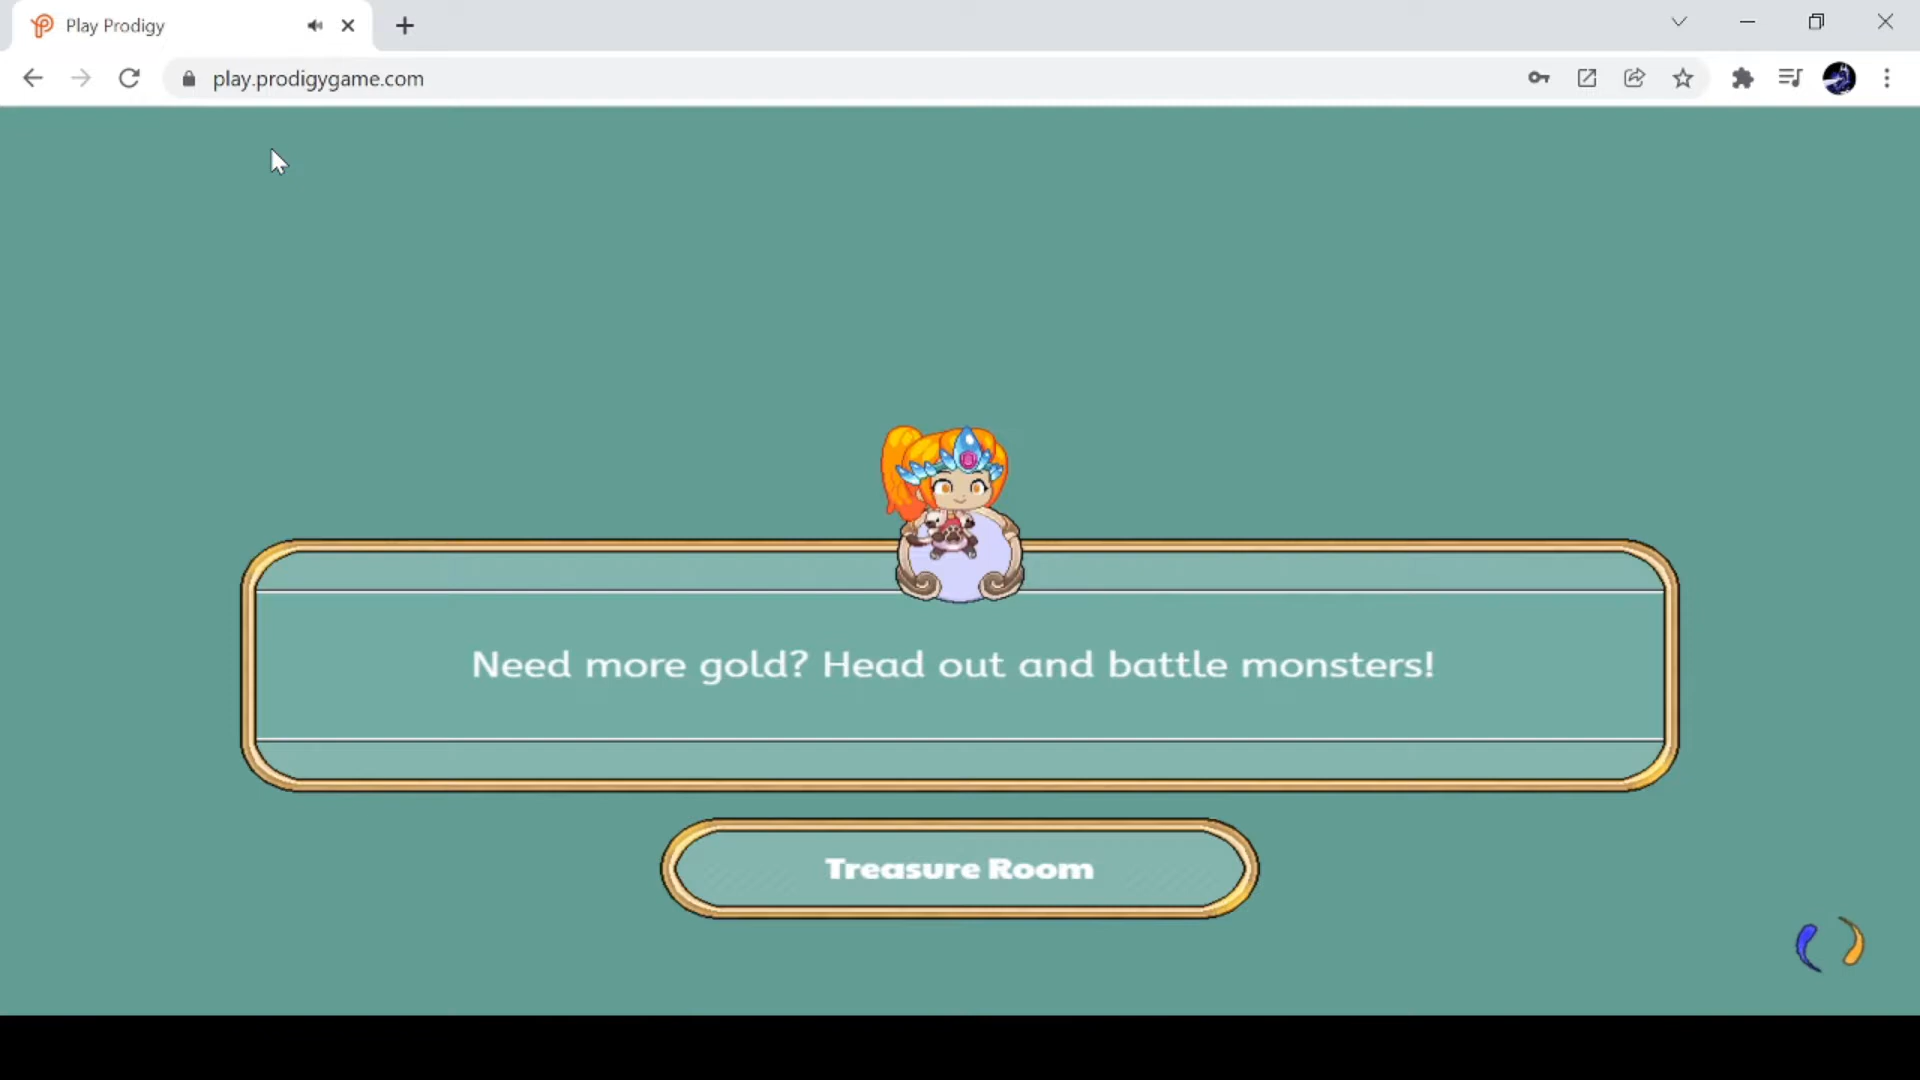 Play Prodigy
play.prodigygame.com
Need more gold? Head out and battle monsters!
Treasure Room